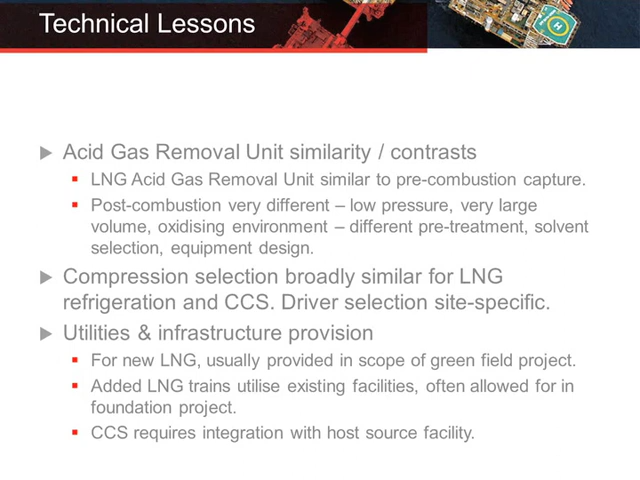 Technical Lessons
Acid Gas Removal Unit similarity / contrasts
LNG Acid Gas Removal Unit similar to pre-combustion capture.
Post-combustion very different – low pressure, very large
volume, oxidising environment – different pre-treatment, solvent
selection, equipment design.
Compression selection broadly similar for LNG
refrigeration and CCS. Driver selection site-specific.
Utilities & infrastructure provision
For new LNG, usually provided in scope of green field project.
Added LNG trains utilise existing facilities, often allowed for in
foundation project.
CCS requires integration with host source facility.